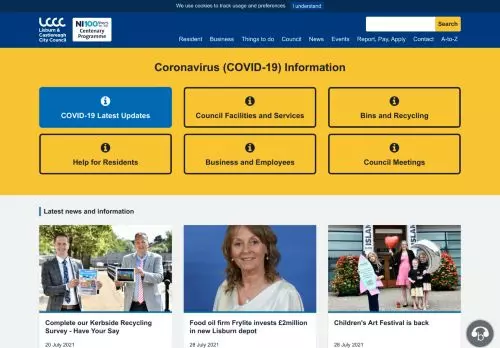 We use cookies to track usage and preferences I understand
LCCC
Lisburn &
Castlereagh
City Council
NI100
Centenary
Programme
Search
Resident Business Things to do Council News Events Report, Pay, Apply Contact A-to-Z
Coronavirus (COVID-19) Information
COVID-19 Latest Updates
Council Facilities and Services
Bins and Recycling
Help for Residents
Business and Employees
Council Meetings
Latest news and information
ISLAND
Complete our Kerbside Recycling
Survey - Have Your Say
20 July 2021
Food oil firm Frylite invests £2million
in new Lisburn depot
28 July 2021
Children's Art Festival is back
28 July 2021